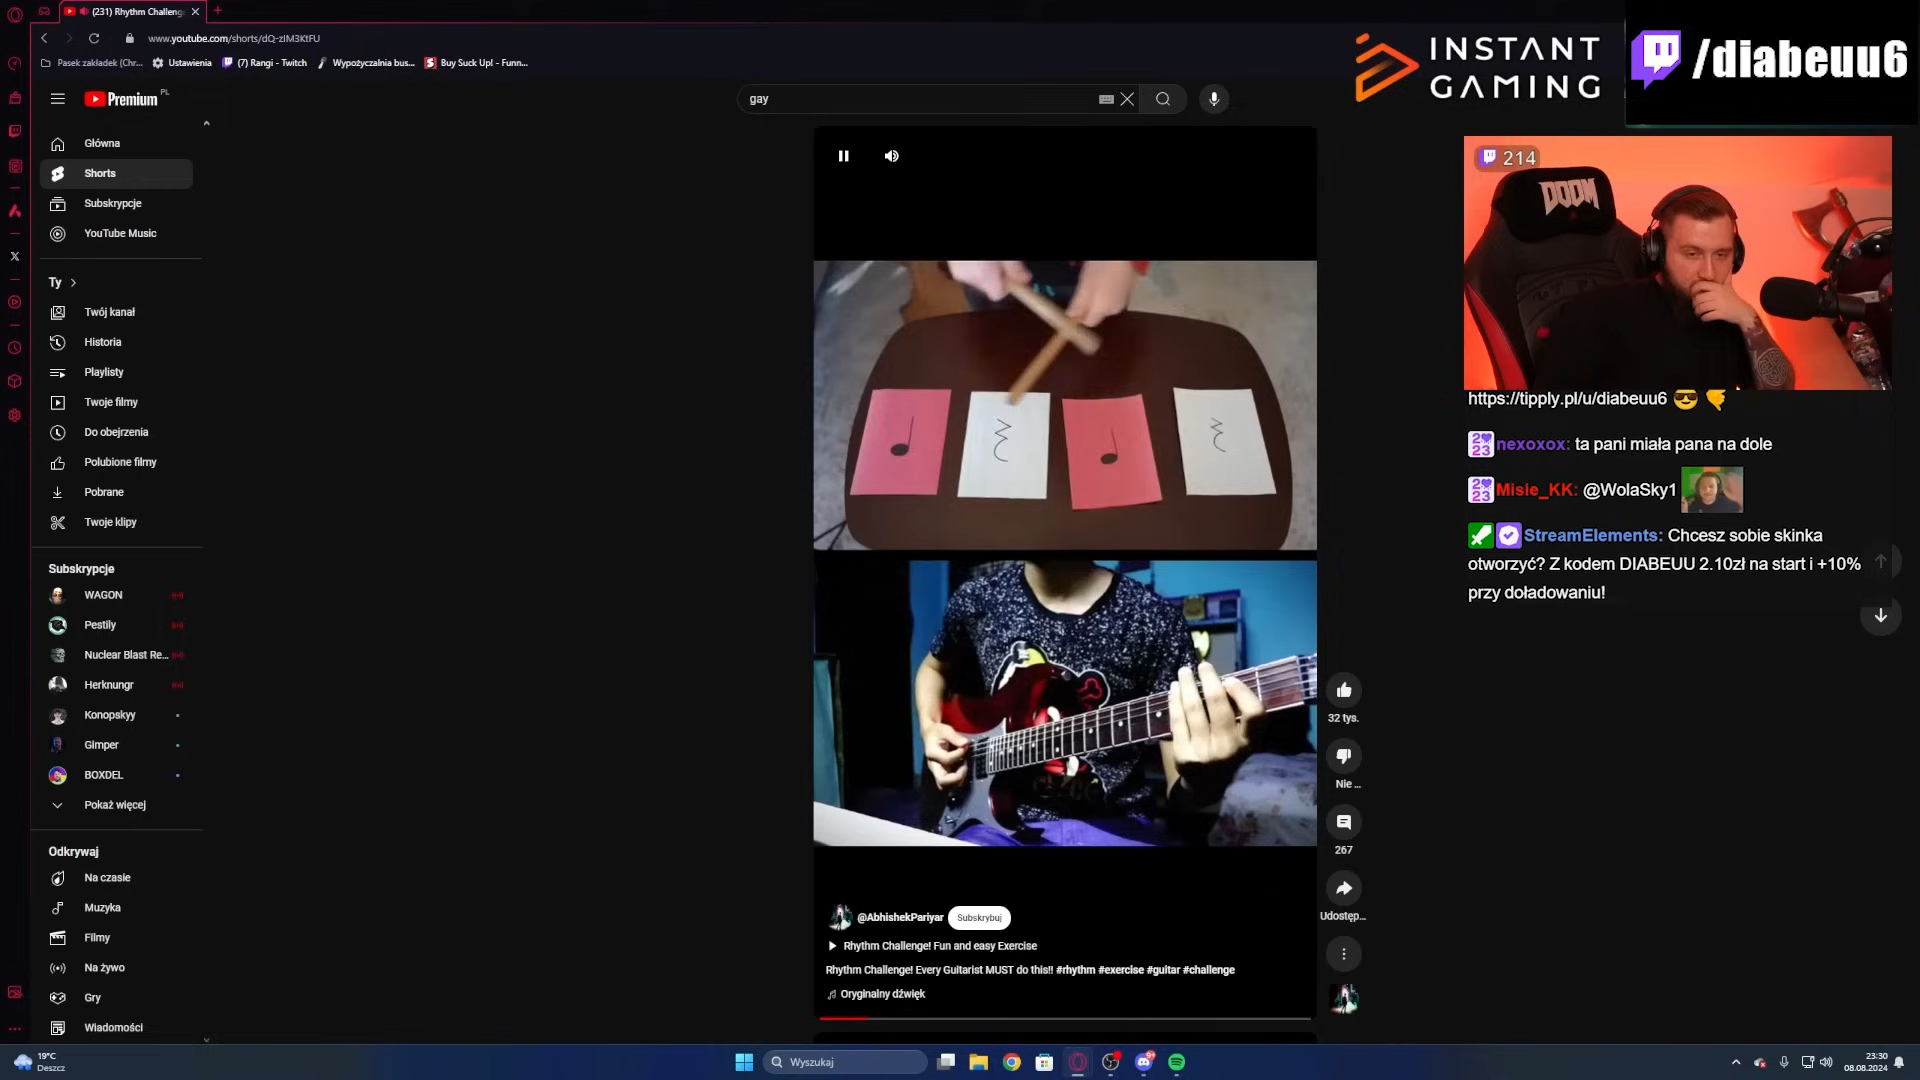 (231) Rhythm Challeng
www.youtube.com/shorts/dQ-zIM3KtFU
Pasek zakładek (Chr...
Ustawienia
(7) Rangi - Twitch
Wypożyczalnia bus...
Buy Suck Up! - Funn...
Premium PL
gay
INSTANT
GAMING
/diabeuu6
Główna
Shorts
Subskrypcje
YouTube Music
Ty
Twój kanał
Historia
Playlisty
Twoje filmy
Do obejrzenia
Polubione filmy
Pobrane
Twoje klipy
Subskrypcje
WAGON
Pestily
Nuclear Blast Re...
Herknungr
Konopskyy
Gimper
BOXDEL
Pokaż więcej
Odkrywaj
Na czasie
Muzyka
Filmy
Na żywo
Gry
Wiadomości
32 tys.
Nie ...
267
Udostęp...
@AbhishekPariyar
Subskrybuj
Rhythm Challenge! Fun and easy Exercise
Rhythm Challenge! Every Guitarist MUST do this!! #rhythm #exercise #guitar #challenge
Oryginalny dźwięk
214
DOOM
https://tipply.pl/u/diabeuu6
nexoxox: ta pani miała pana na dole
Misie_KK: @WolaSky1
StreamElements: Chcesz sobie skinka
otworzyć? Z kodem DIABEUU 2.10zł na start i +10%
przy doładowaniu!
19°C
Deszcz
Wyszukaj
23:30
08.08.2024